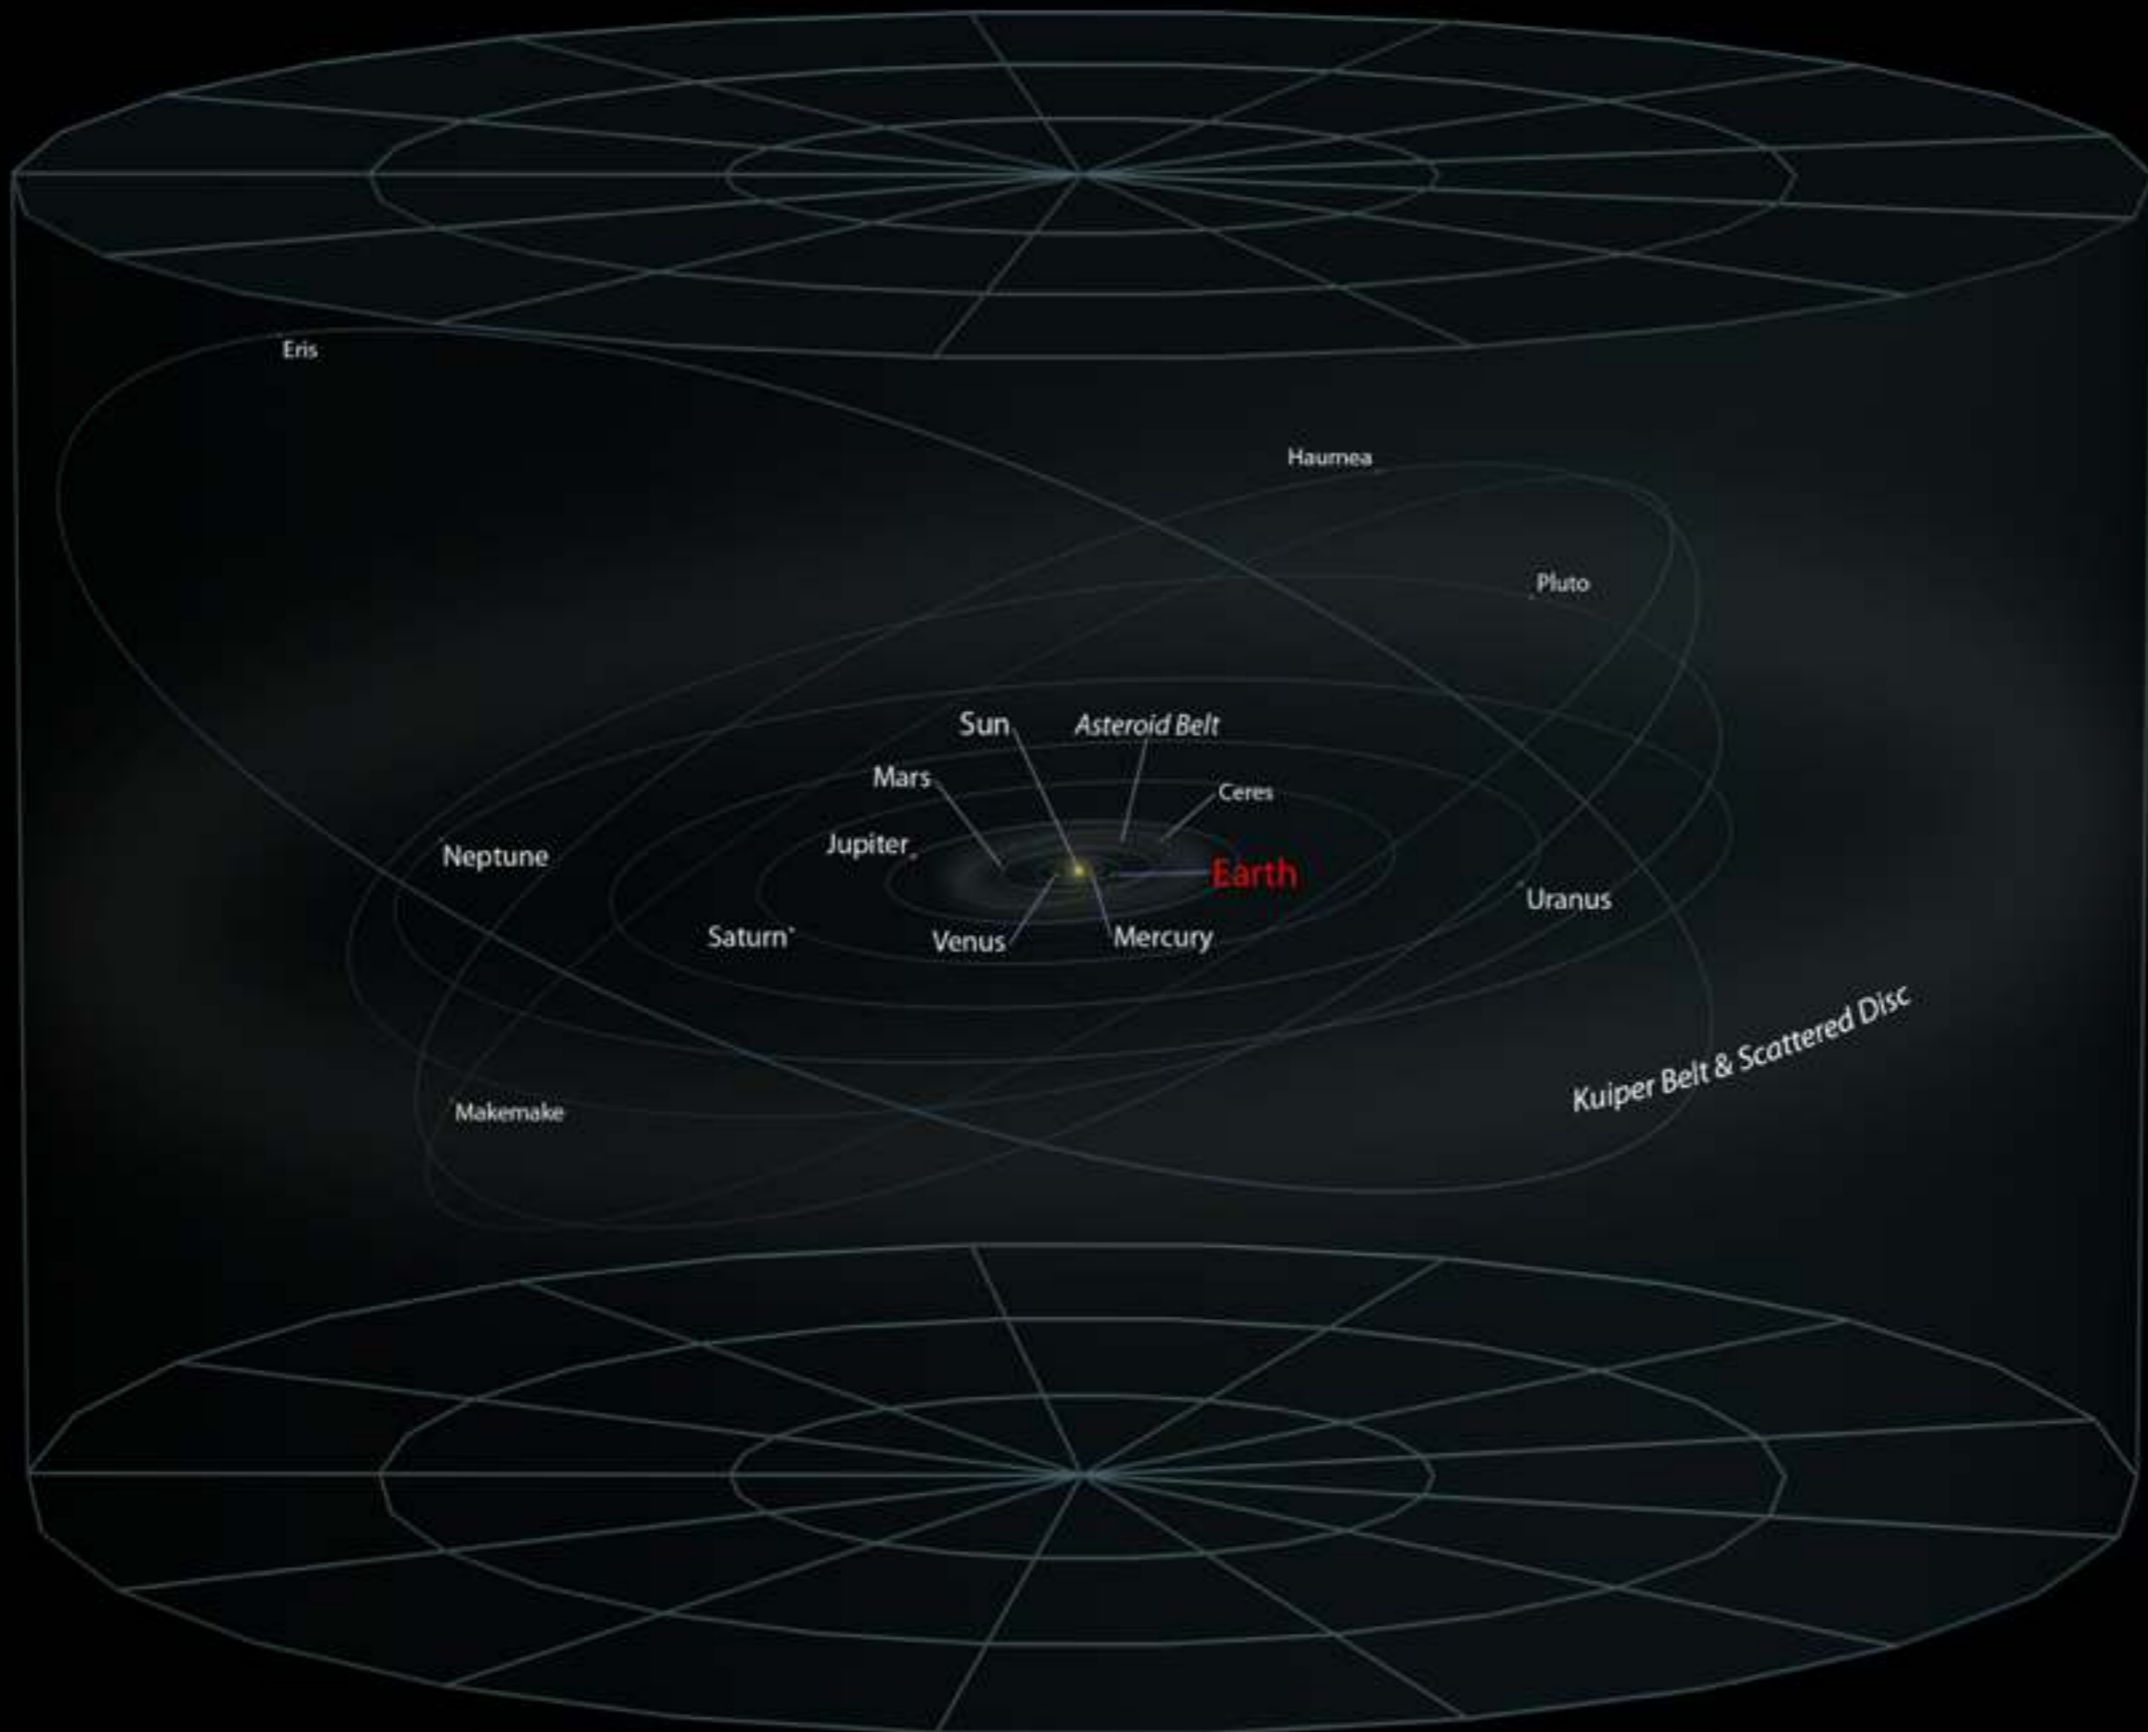 Eris
Haumea
Pluto
Sun
Asteroid Belt
Mars
Ceres
Jupiter
Neptune
Earth
Uranus
Saturn
Venus
Mercury
Kuiper Belt & Scattered Disc
Makemake